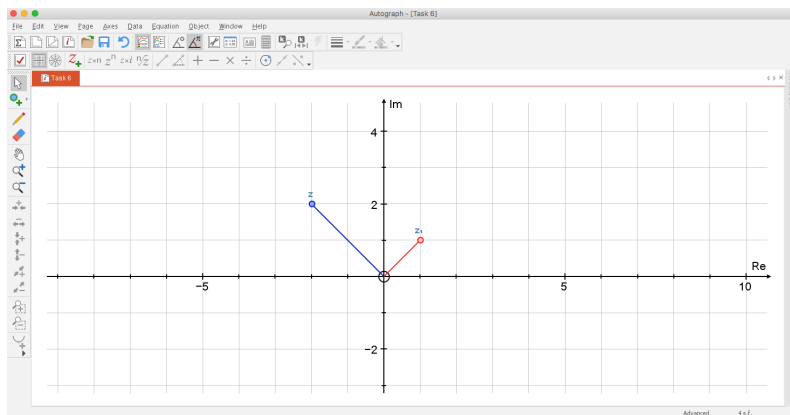 Autograph - [Task 6]
File Edit View Page Axes Data Equation Object Window Help
z×n zⁿ z×i ⁿ√z
Task 6
Im
4
z
2
z₁
Re
−5
5
10
−2
Advanced 4 s.f.